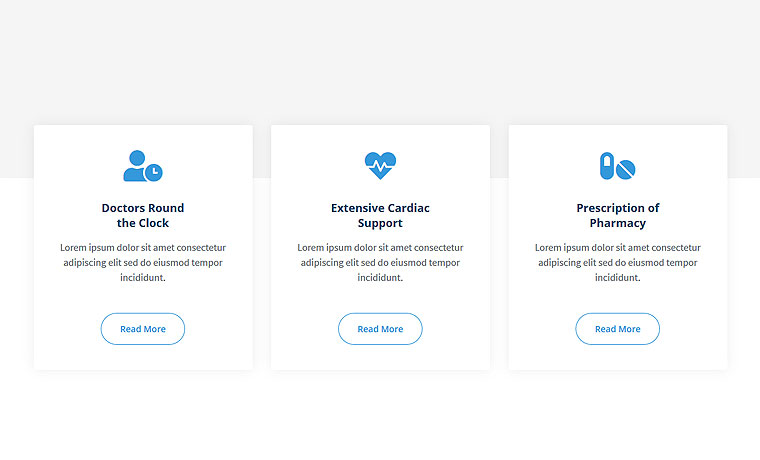 Doctors Round
the Clock
Lorem ipsum dolor sit amet consectetur
adipiscing elit sed do eiusmod tempor
incididunt.
Read More
Extensive Cardiac
Support
Lorem ipsum dolor sit amet consectetur
adipiscing elit sed do eiusmod tempor
incididunt.
Read More
Prescription of
Pharmacy
Lorem ipsum dolor sit amet consectetur
adipiscing elit sed do eiusmod tempor
incididunt.
Read More